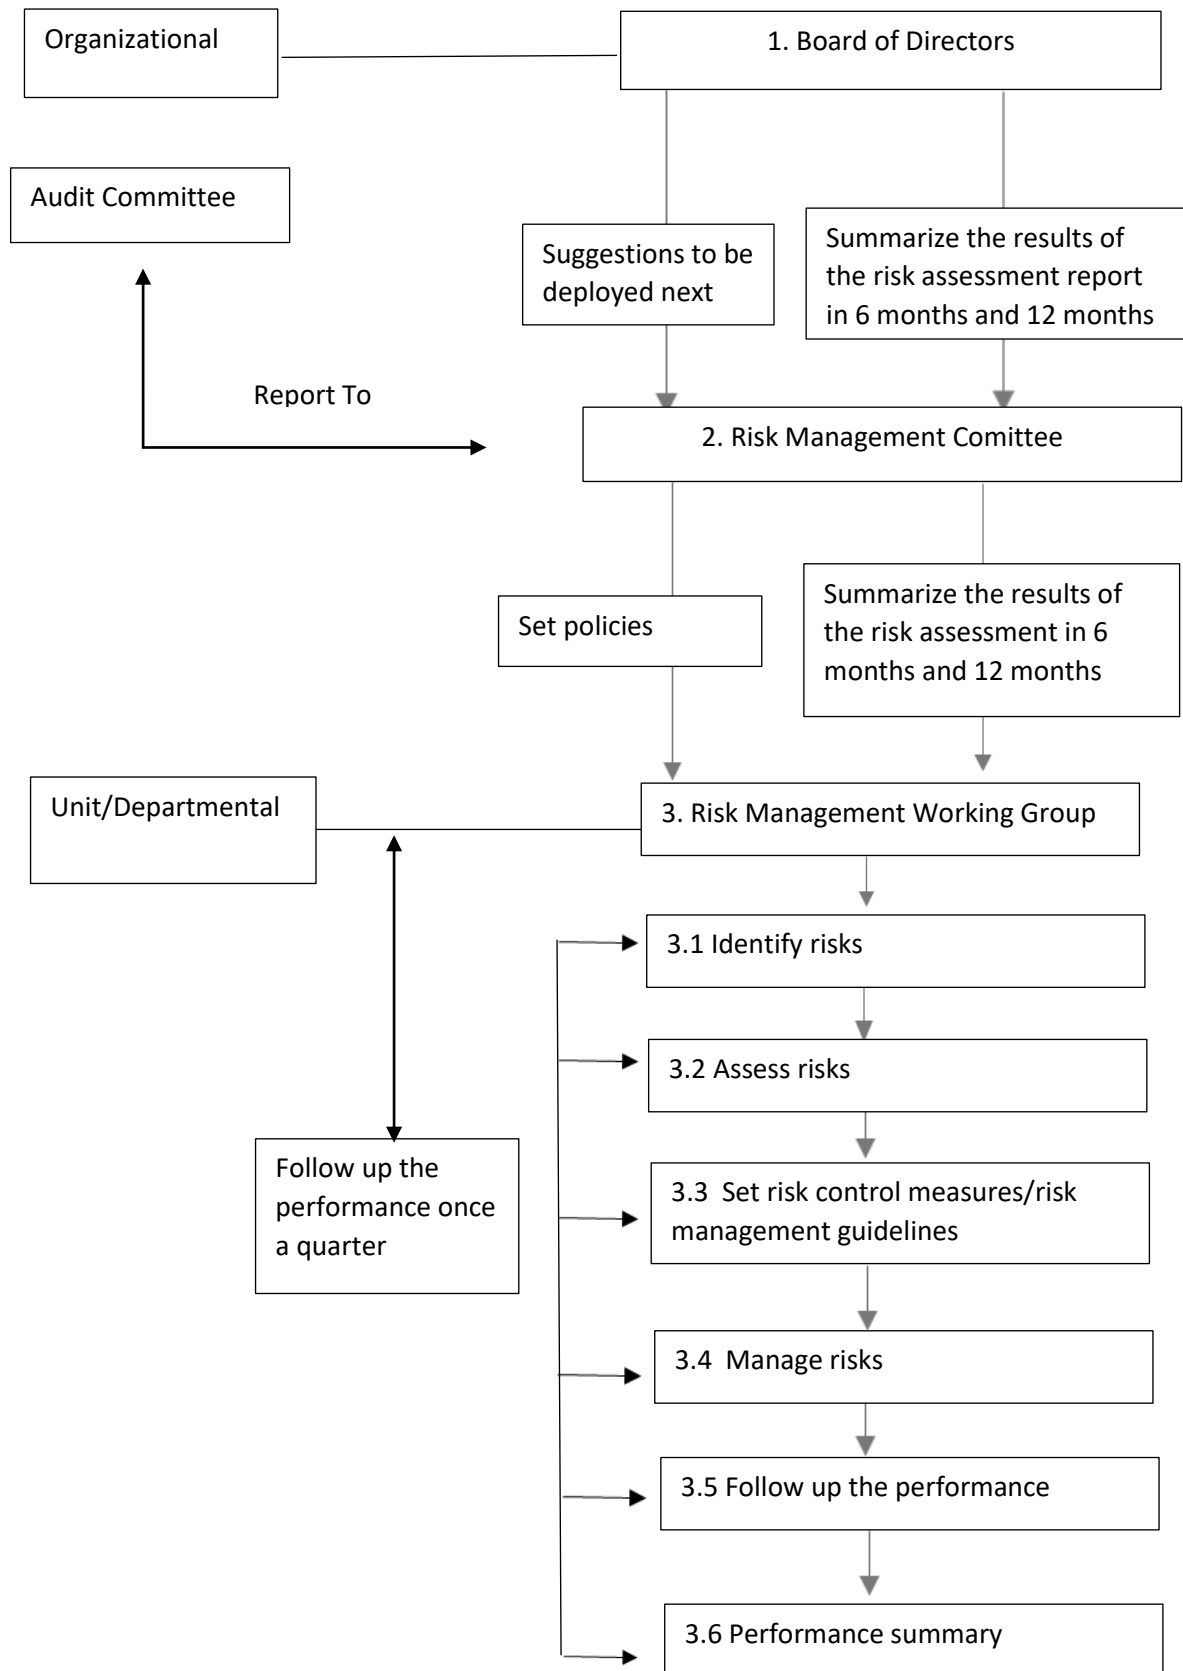 Organizational
1. Board of Directors
Audit Committee
Suggestions to be
deployed next
Summarize the results of
the risk assessment report
in 6 months and 12 months
Report To
2. Risk Management Comittee
Set policies
Summarize the results of
the risk assessment in 6
months and 12 months
Unit/Departmental
3. Risk Management Working Group
3.1 Identify risks
3.2 Assess risks
Follow up the
performance once
a quarter
3.3  Set risk control measures/risk
management guidelines
3.4  Manage risks
3.5 Follow up the performance
3.6 Performance summary